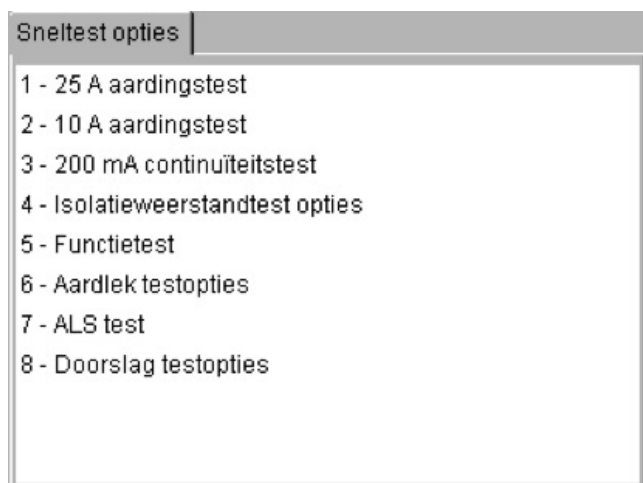 Sneltest opties
1 - 25 A aardingstest
2 - 10 A aardingstest
3 - 200 mA continuïteitstest
4 - Isolatieweerstandtest opties
5 - Functietest
6 - Aardlek testopties
7 - ALS test
8 - Doorslag testopties